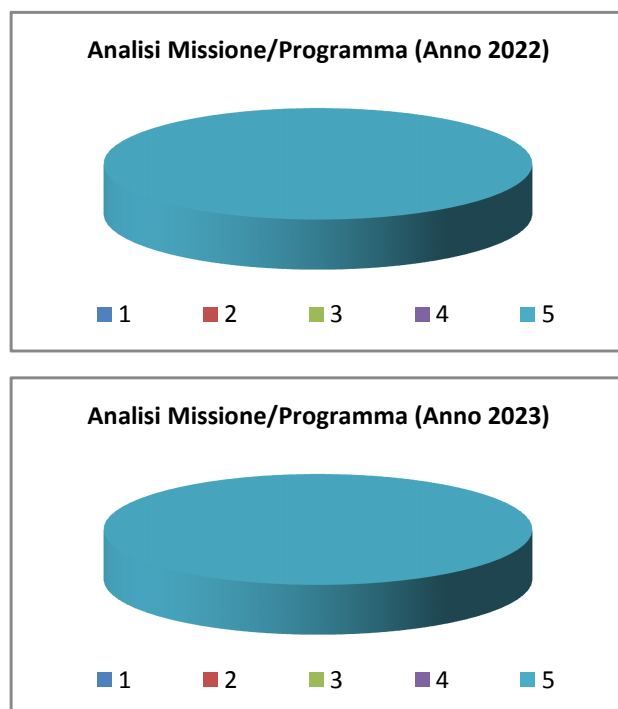 Analisi Missione/Programma (Anno 2022)
1 2 3 4 5
Analisi Missione/Programma (Anno 2023)
1 2 3 4 5